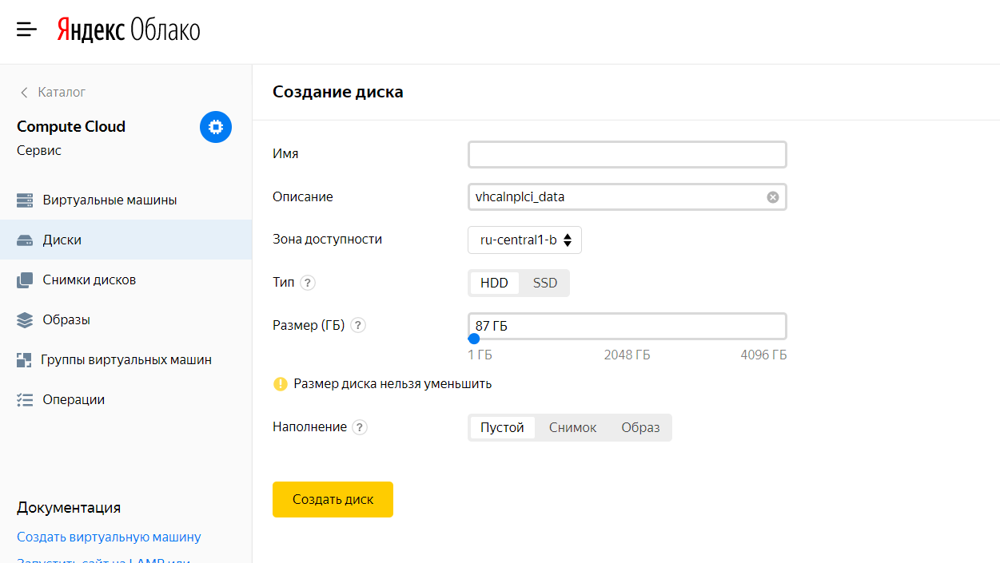 Яндекс Облако
Каталог
Compute Cloud
Сервис
Виртуальные машины
Диски
Снимки дисков
Образы
Группы виртуальных машин
Операции
Документация
Создать виртуальную машину
Запустить сайт на LAMP или
Создание диска
Имя
Описание
vhcalnplci_data
Зона доступности
ru-central1-b
Тип ?
HDD SSD
Размер (ГБ) ?
87 ГБ
1 ГБ 2048 ГБ 4096 ГБ
Размер диска нельзя уменьшить
Наполнение ?
Пустой Снимок Образ
Создать диск